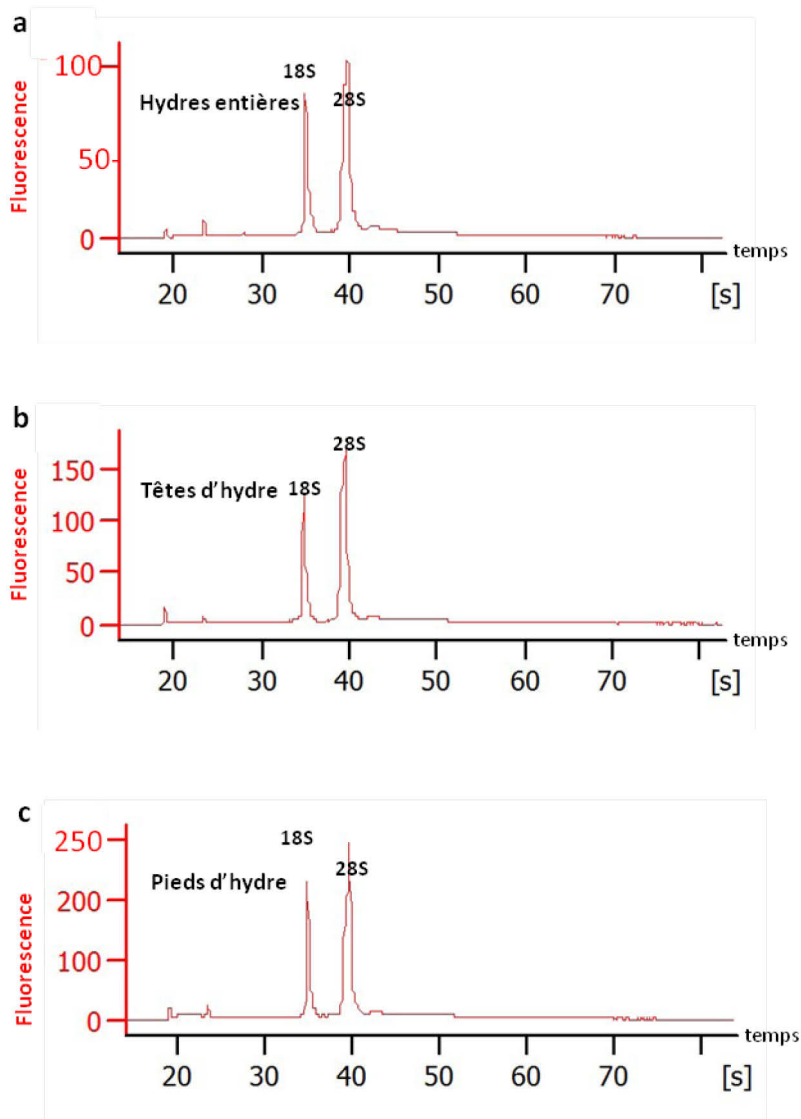 a
Fluorescence
100
50
0
Hydres entières
18S
28S
temps
20 30 40 50 60 70 [s]
b
Fluorescence
150
100
50
0
Têtes d'hydre
18S
28S
temps
20 30 40 50 60 70 [s]
c
Fluorescence
250
200
100
0
Pieds d'hydre
18S
28S
temps
20 30 40 50 60 70 [s]